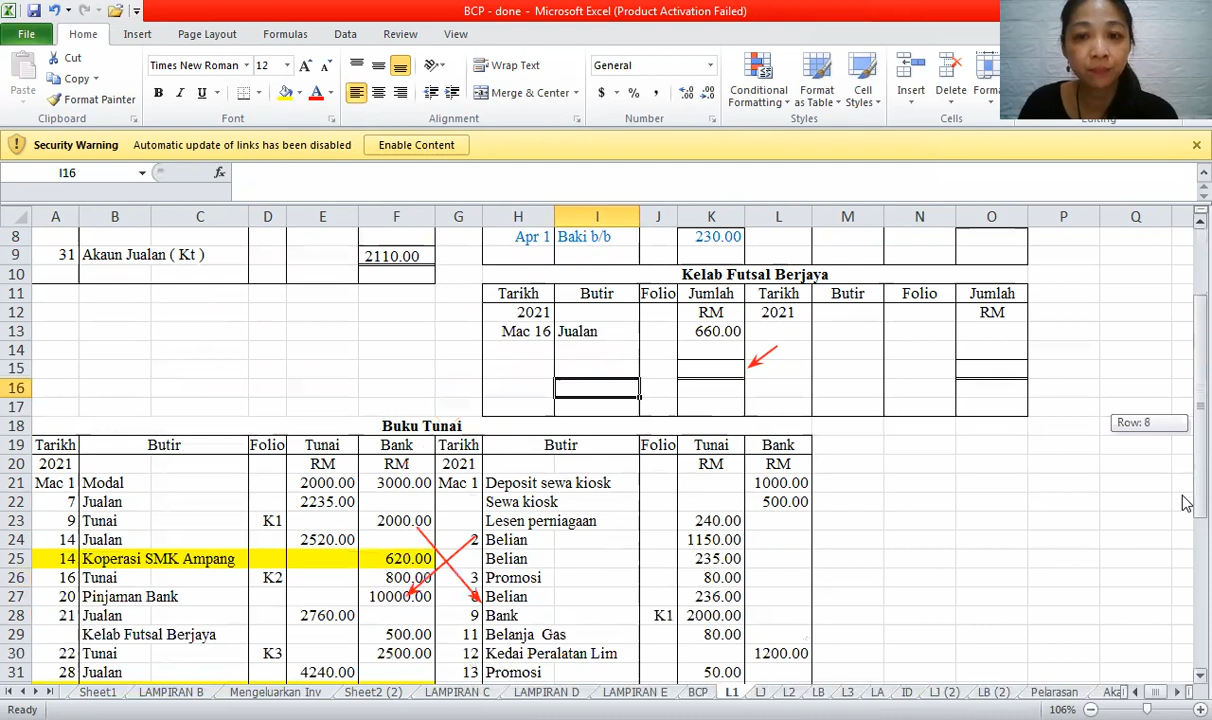 BCP - done - Microsoft Excel (Product Activation Failed)
File Home Insert Page Layout Formulas Data Review View
Paste
Cut
Copy
Format Painter
Times New Roman 12
B I U
Wrap Text
Merge & Center
General
$ % ,
Conditional Formatting
Format as Table
Cell Styles
Insert
Delete
Clipboard Font Alignment Number Styles Cells Editing
Security Warning Automatic update of links has been disabled Enable Content
I16 fx
A B C D E F G H I J K L M N O P Q
8 Apr 1 Baki b/b 230.00
9 31 Akaun Jualan ( Kt ) 2110.00
10 Kelab Futsal Berjaya
11 Tarikh Butir Folio Jumlah Tarikh Butir Folio Jumlah
12 2021 RM 2021 RM
13 Mac 16 Jualan 660.00
14
15
16
17
18 Buku Tunai
19 Tarikh Butir Folio Tunai Bank Tarikh Butir Folio Tunai Bank
20 2021 RM RM 2021 RM RM
21 Mac 1 Modal 2000.00 3000.00 Mac 1 Deposit sewa kiosk 1000.00
22 7 Jualan 2235.00 Sewa kiosk 500.00
23 9 Tunai K1 2000.00 Lesen perniagaan 240.00
24 14 Jualan 2520.00 2 Belian 1150.00
25 14 Koperasi SMK Ampang 620.00 Belian 235.00
26 16 Tunai K2 800.00 3 Promosi 80.00
27 20 Pinjaman Bank 10000.00 8 Belian 236.00
28 21 Jualan 2760.00 9 Bank K1 2000.00
29 Kelab Futsal Berjaya 500.00 11 Belanja Gas 80.00
30 22 Tunai K3 2500.00 12 Kedai Peralatan Lim 1200.00
31 28 Jualan 4240.00 13 Promosi 50.00
Row: 8
Sheet1 LAMPIRAN B Mengeluarkan Inv Sheet2 (2) LAMPIRAN C LAMPIRAN D LAMPIRAN E BCP L1 LJ L2 LB L3 LA ID LJ (2) LB (2) Pelarasan
Ready 106%